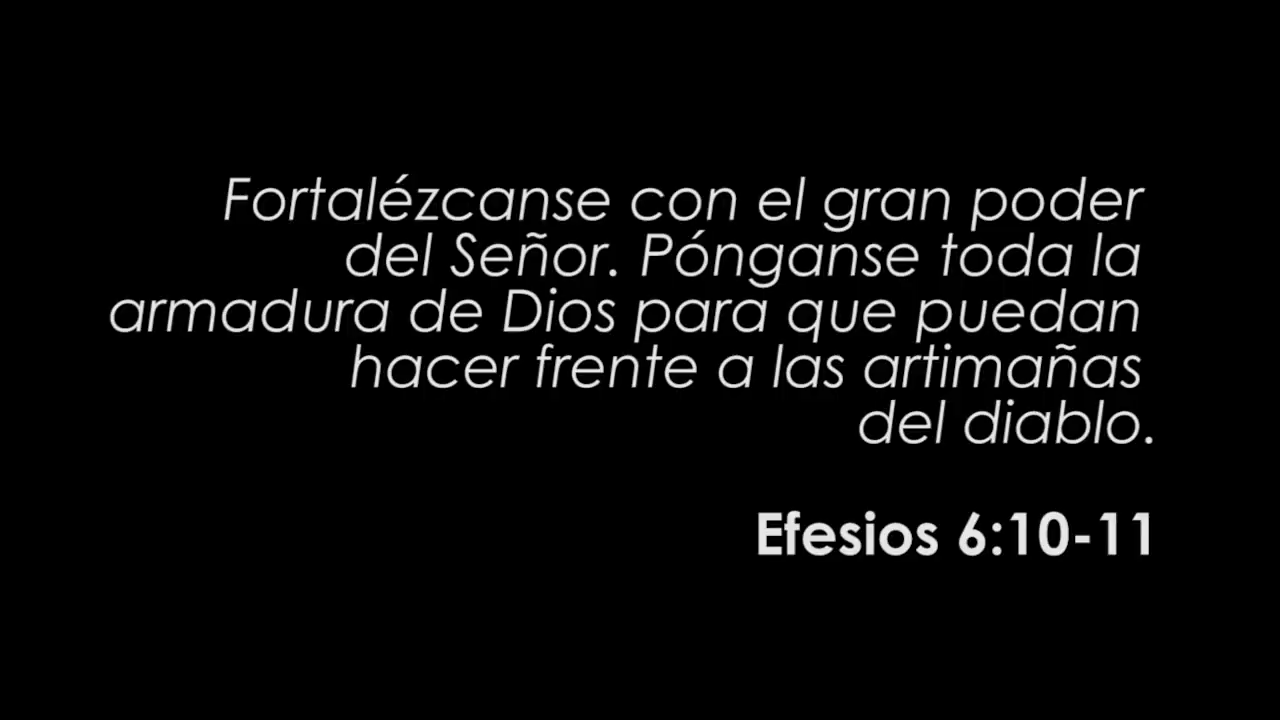 Fortalézcanse con el gran poder
del Señor. Pónganse toda la
armadura de Dios para que puedan
hacer frente a las artimañas
del diablo.
Efesios 6:10-11